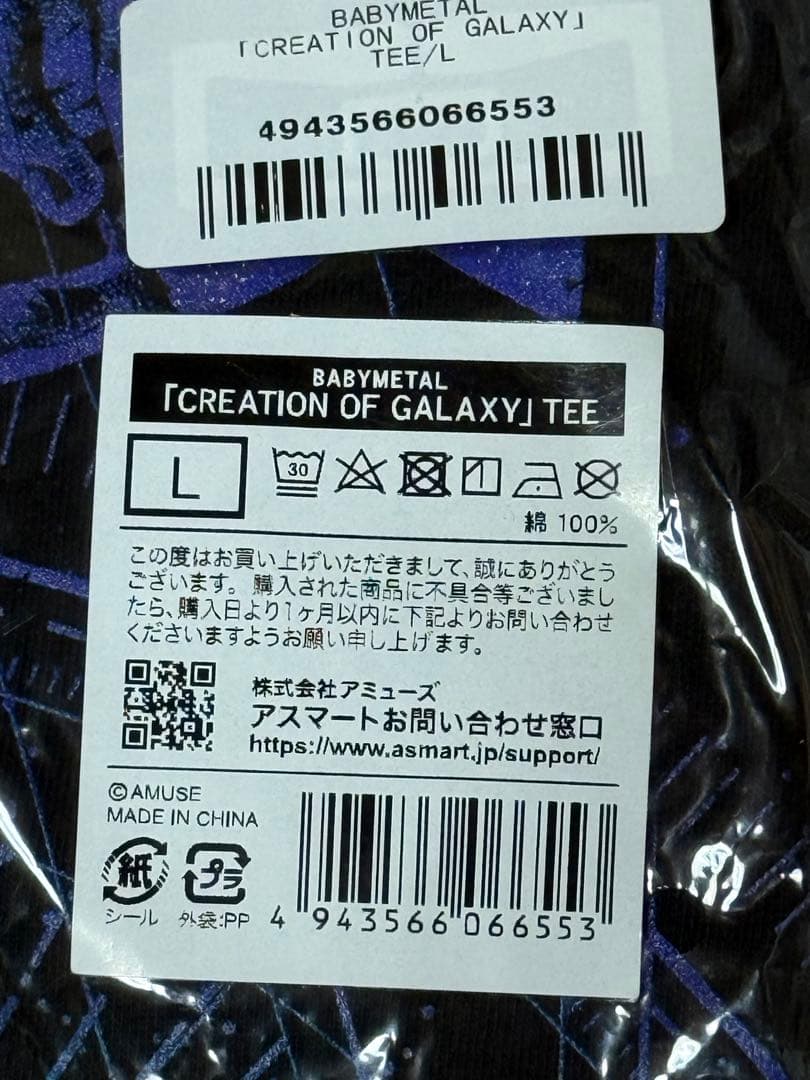 BABYMETAL
「CREATION OF GALAXY」
TEE/L
4943566066553
BABYMETAL
「CREATION OF GALAXY」TEE
L
30
綿 100%
この度はお買い上げいただきまして、誠にありがとう
ございます。購入された商品に不具合等ございまし
たら、購入日より1ヶ月以内に下記よりお問い合わせ
くださいますようお願い申し上げます。
株式会社アミューズ
アスマートお問い合わせ窓口
https://www.asmart.jp/support/
©AMUSE
MADE IN CHINA
紙
プラ
シール
外袋:PP
4 943566 066553